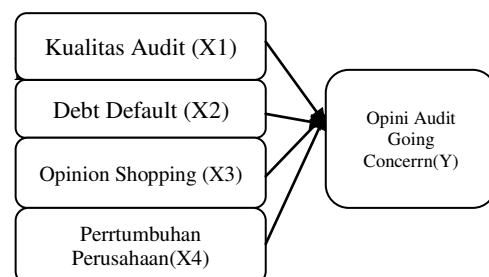 Kualitas Audit (X1)
Debt Default (X2)
Opinion Shopping (X3)
Perrtumbuhan
Perusahaan(X4)
Opini Audit
Going
Concerrn(Y)